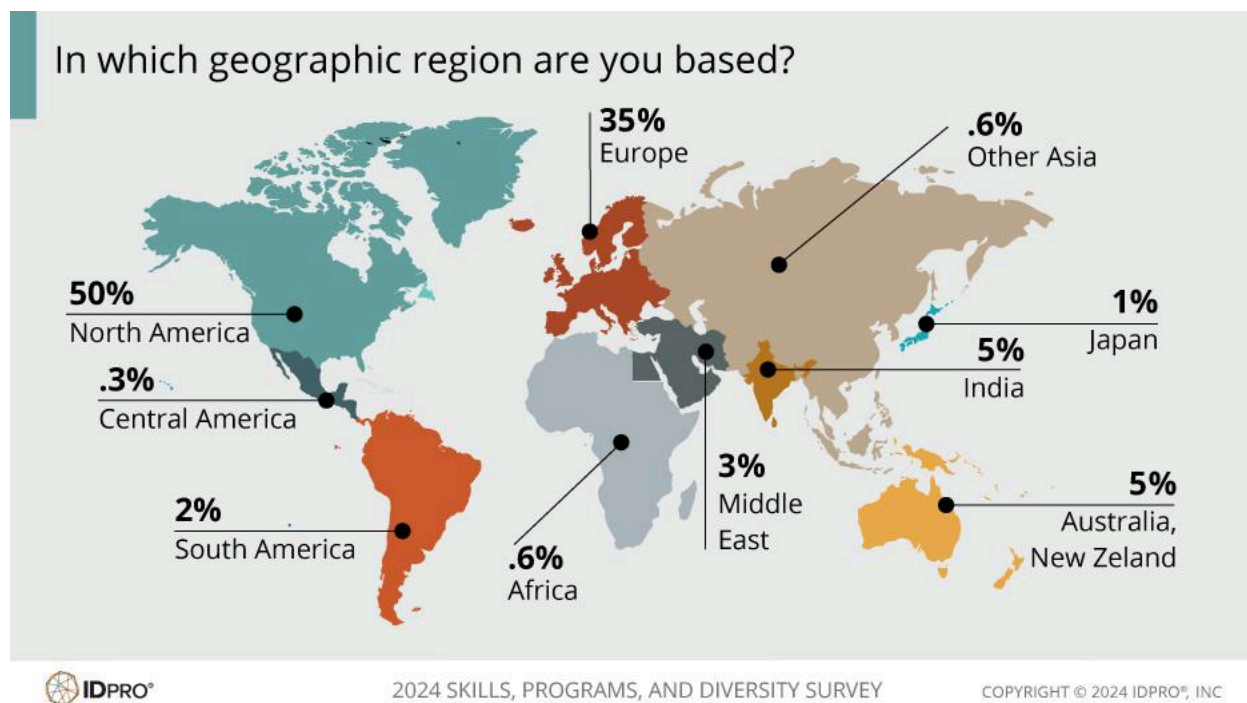 In which geographic region are you based?
35%
Europe
.6%
Other Asia
50%
North America
.3%
Central America
2%
South America
.6%
Africa
3%
Middle
East
1%
Japan
5%
India
5%
Australia,
New Zeland
IDPRO®
2024 SKILLS, PROGRAMS, AND DIVERSITY SURVEY
COPYRIGHT © 2024 IDPRO®, INC